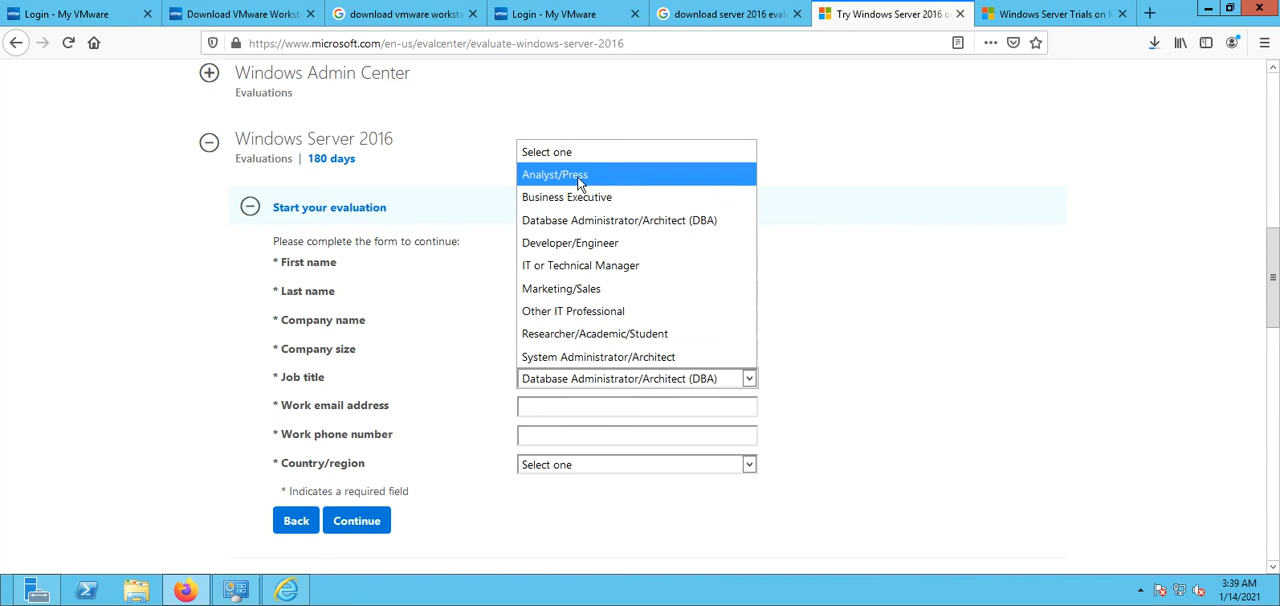 Login - My VMware
Download VMware Workst
download vmware workst
Login - My VMware
download server 2016 eval
Try Windows Server 2016 o
Windows Server Trials on
https://www.microsoft.com/en-us/evalcenter/evaluate-windows-server-2016
Windows Admin Center
Evaluations
Windows Server 2016
Evaluations | 180 days
Select one
Analyst/Press
Business Executive
Database Administrator/Architect (DBA)
Developer/Engineer
IT or Technical Manager
Marketing/Sales
Other IT Professional
Researcher/Academic/Student
System Administrator/Architect
Start your evaluation
Please complete the form to continue:
* First name
* Last name
* Company name
* Company size
* Job title
Database Administrator/Architect (DBA)
* Work email address
* Work phone number
* Country/region
Select one
* Indicates a required field
Back
Continue
3:39 AM
1/14/2021